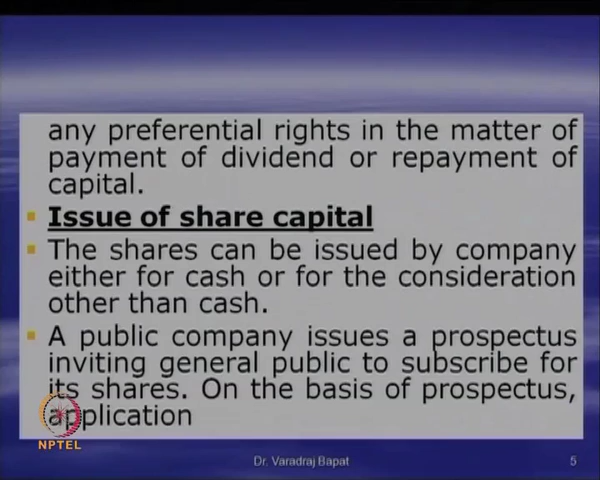 any preferential rights in the matter of
payment of dividend or repayment of
capital.
Issue of share capital
The shares can be issued by company
either for cash or for the consideration
other than cash.
A public company issues a prospectus
inviting general public to subscribe for
its shares. On the basis of prospectus,
application
NPTEL
Dr. Varadraj Bapat
5